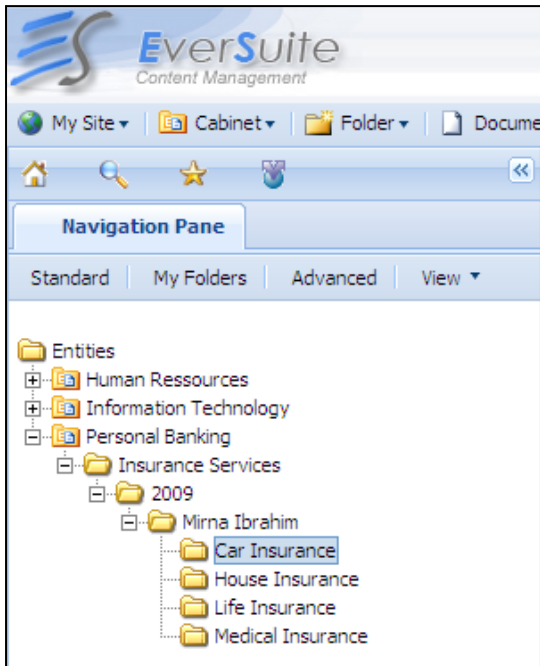 EverSuite
Content Management
My Site Cabinet Folder Docume
Navigation Pane
Standard My Folders Advanced View
Entities
Human Ressources
Information Technology
Personal Banking
Insurance Services
2009
Mirna Ibrahim
Car Insurance
House Insurance
Life Insurance
Medical Insurance